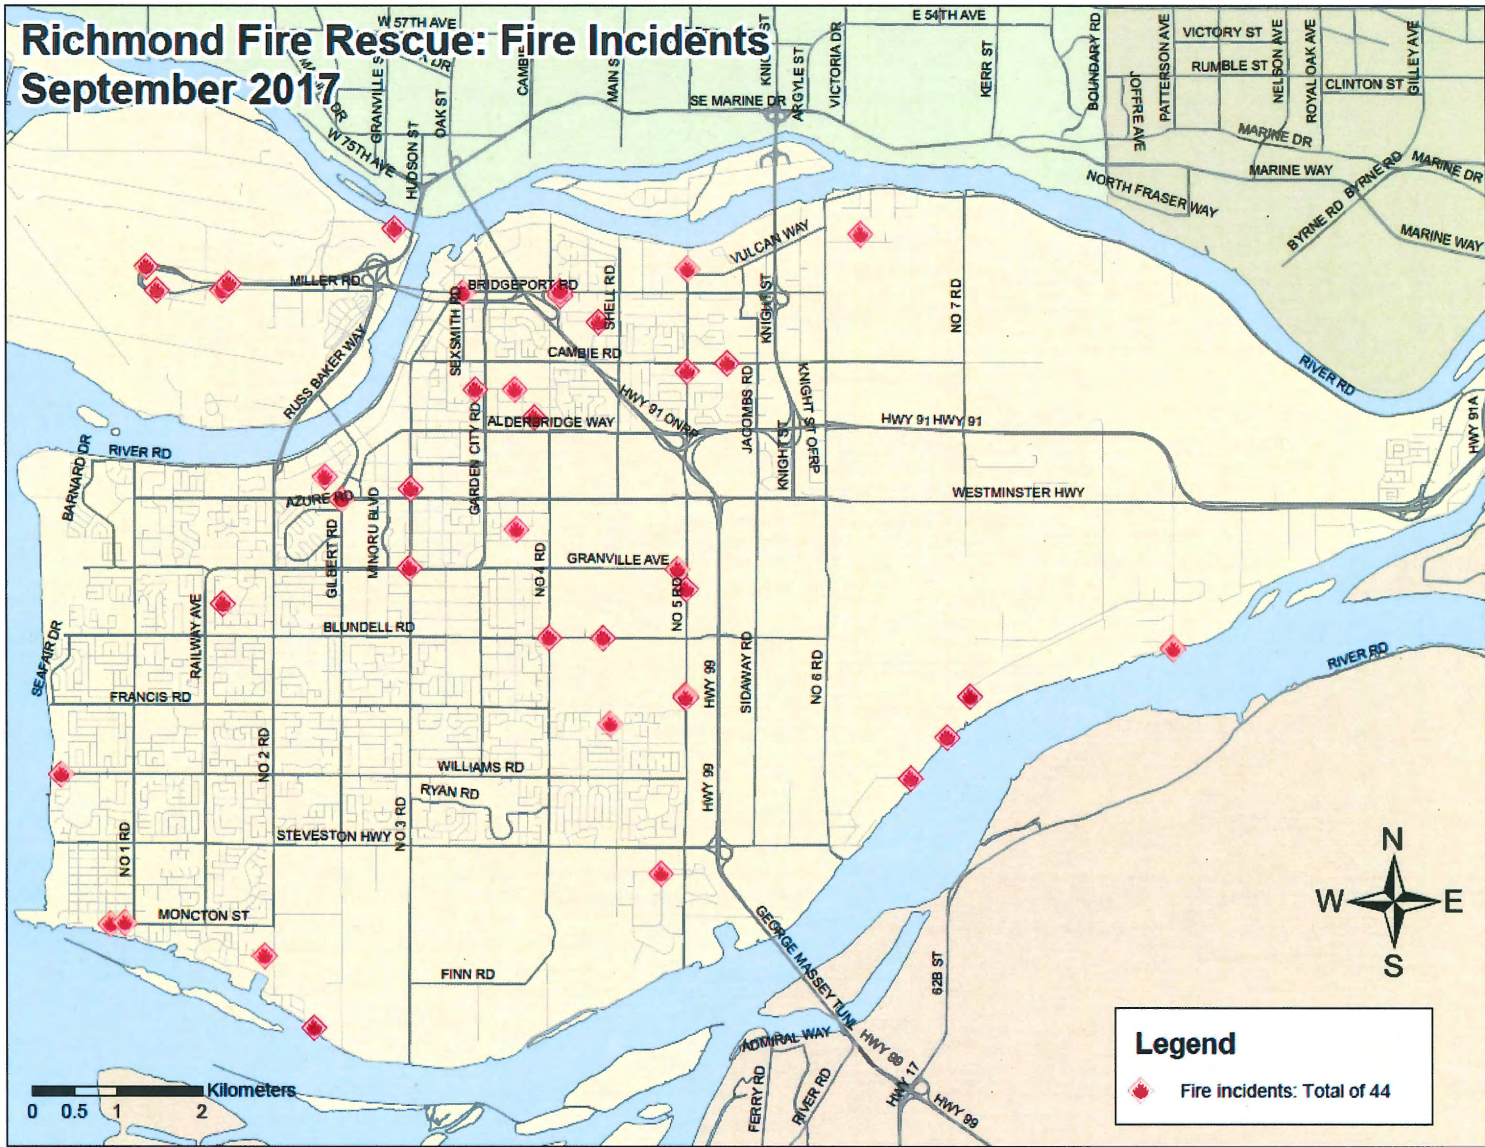 Richmond Fire Rescue: Fire Incidents
September 2017
W 57TH AVE
E 54TH AVE
VICTORY ST
RUMBLE ST
CLINTON ST
SE MARINE DR
MARINE DR
MARINE WAY
BYRNE RD
BYRNE RD
MARINE DR
MARINE WAY
NORTH FRASER WAY
W 75TH AVE
HUDSON ST
OAK ST
GRANVILLE S
CAMBIE
MAIN S
KNIG
ST
ARGYLE ST
VICTORIA DR
KERR ST
BOUNDARY RD
JOFFRE AVE
PATTERSON AVE
NELSON AVE
ROYAL OAK AVE
GILLEY AVE
VULCAN WAY
MILLER RD
BRIDGEPORT RD
SHELL RD
SEXSMITH RD
KNIGHT ST
NO 7 RD
RIVER RD
CAMBIE RD
RUSS BAKER WAY
HWY 91 ONRP
JACOMBS RD
KNIGHT ST OFRP
KNIGHT ST
ALDERBRIDGE WAY
HWY 91 HWY 91
HWY 91A
GARDEN CITY RD
BARNARD DR
RIVER RD
AZURE RD
MINORU BLVD
WESTMINSTER HWY
GILBERT RD
NO 4 RD
GRANVILLE AVE
NO 5 RD
RAILWAY AVE
BLUNDELL RD
SEAFAIR DR
HWY 99
SIDAWAY RD
NO 6 RD
RIVER RD
FRANCIS RD
NO 2 RD
WILLIAMS RD
HWY 99
RYAN RD
NO 3 RD
STEVESTON HWY
NO 1 RD
MONCTON ST
FINN RD
GEORGE MASSEY TUNL
62B ST
ADMIRAL WAY
HWY 99
HWY 17
HWY 99
FERRY RD
RIVER RD
N
W
E
S
Legend
Fire incidents: Total of 44
Kilometers
0 0.5 1 2